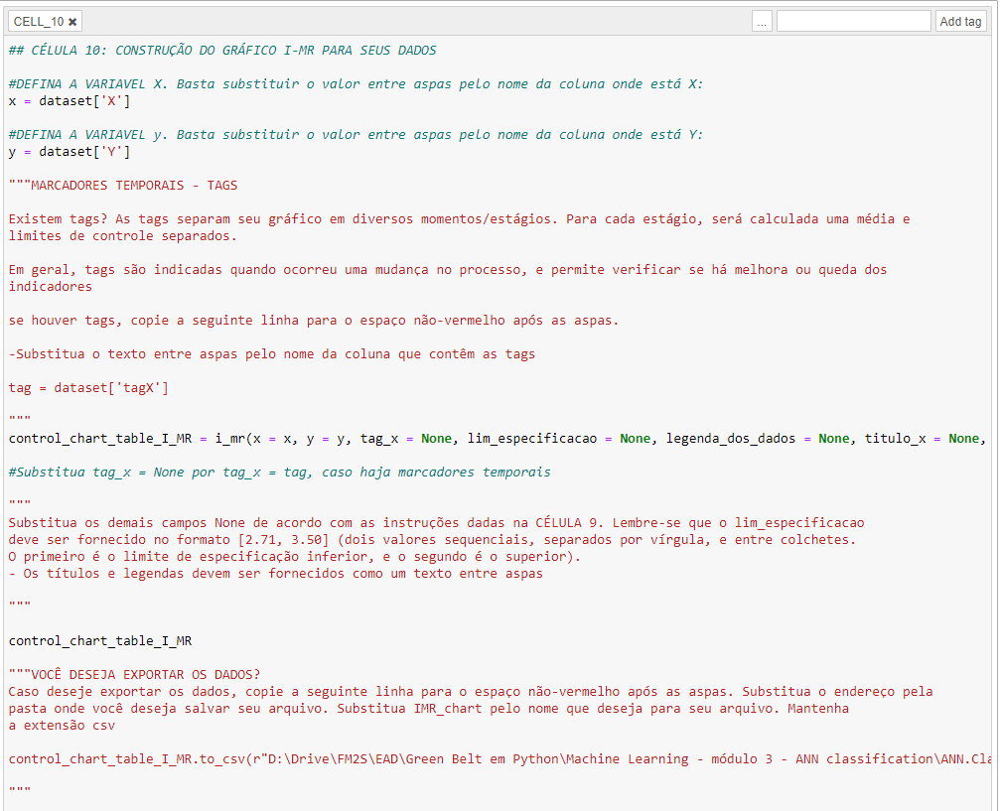 CELL_10 ✖
...
Add tag
## CÉLULA 10: CONSTRUÇÃO DO GRÁFICO I-MR PARA SEUS DADOS
#DEFINA A VARIAVEL X. Basta substituir o valor entre aspas pelo nome da coluna onde está X:
x = dataset['X']
#DEFINA A VARIAVEL y. Basta substituir o valor entre aspas pelo nome da coluna onde está Y:
y = dataset['Y']
"""MARCADORES TEMPORAIS - TAGS
Existem tags? As tags separam seu gráfico em diversos momentos/estágios. Para cada estágio, será calculada uma média e
limites de controle separados.
Em geral, tags são indicadas quando ocorreu uma mudança no processo, e permite verificar se há melhora ou queda dos
indicadores
se houver tags, copie a seguinte linha para o espaço não-vermelho após as aspas.
-Substitua o texto entre aspas pelo nome da coluna que contêm as tags
tag = dataset['tagX']
"""
control_chart_table_I_MR = i_mr(x = x, y = y, tag_x = None, lim_especificacao = None, legenda_dos_dados = None, titulo_x = None,
#Substitua tag_x = None por tag_x = tag, caso haja marcadores temporais
"""
Substitua os demais campos None de acordo com as instruções dadas na CÉLULA 9. Lembre-se que o lim_especificacao
deve ser fornecido no formato [2.71, 3.50] (dois valores sequenciais, separados por vírgula, e entre colchetes.
O primeiro é o limite de especificação inferior, e o segundo é o superior).
- Os títulos e legendas devem ser fornecidos como um texto entre aspas
"""
control_chart_table_I_MR
"""VOCÊ DESEJA EXPORTAR OS DADOS?
Caso deseje exportar os dados, copie a seguinte linha para o espaço não-vermelho após as aspas. Substitua o endereço pela
pasta onde você deseja salvar seu arquivo. Substitua IMR_chart pelo nome que deseja para seu arquivo. Mantenha
a extensão csv
control_chart_table_I_MR.to_csv(r"D:\Drive\FM2S\EAD\Green Belt em Python\Machine Learning - módulo 3 - ANN classification\ANN.Cla
"""